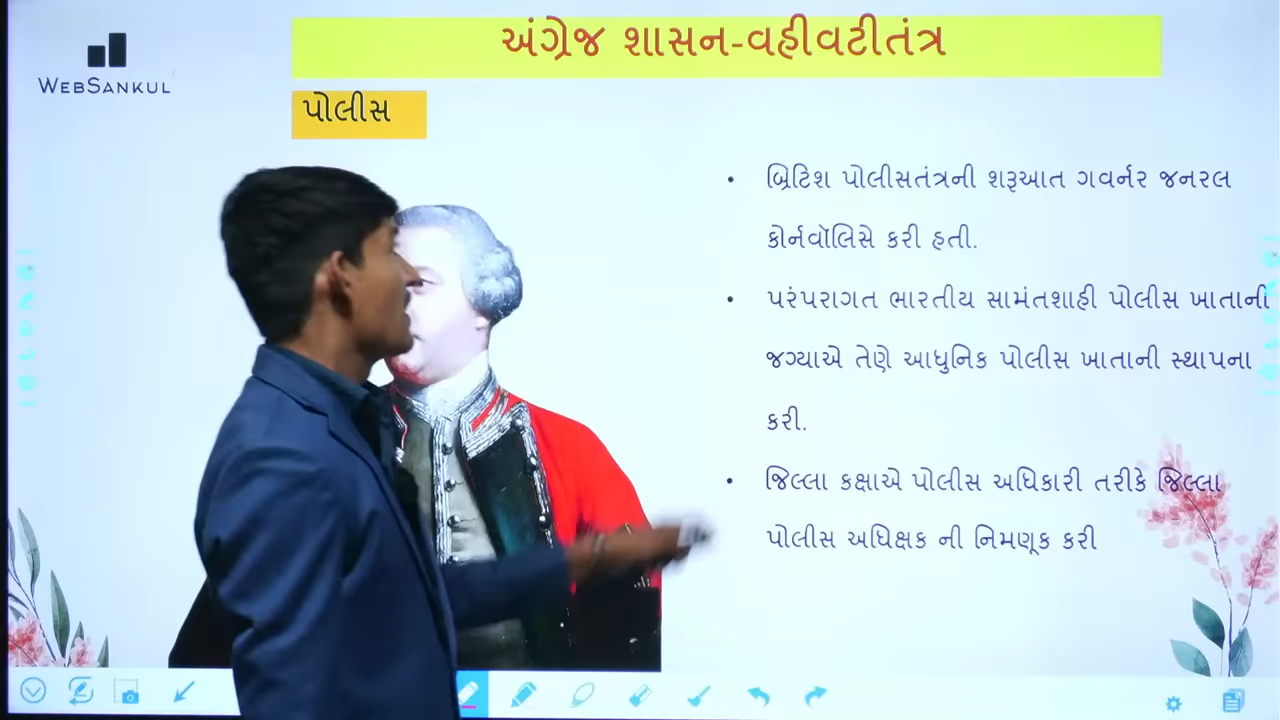 અંગ્રેજ શાસન-વહીવટીતંત્ર
WEBSANKUL
પોલીસ
• બ્રિટિશ પોલીસતંત્રની શરૂઆત ગવર્નર જનરલ
કોર્નવૉલિસે કરી હતી.
• પરંપરાગત ભારતીય સામંતશાહી પોલીસ ખાતાની
જગ્યાએ તેણે આધુનિક પોલીસ ખાતાની સ્થાપના
કરી.
• જિલ્લા કક્ષાએ પોલીસ અધિકારી તરીકે જિલ્લા
પોલીસ અધિક્ષક ની નિમણૂક કરી